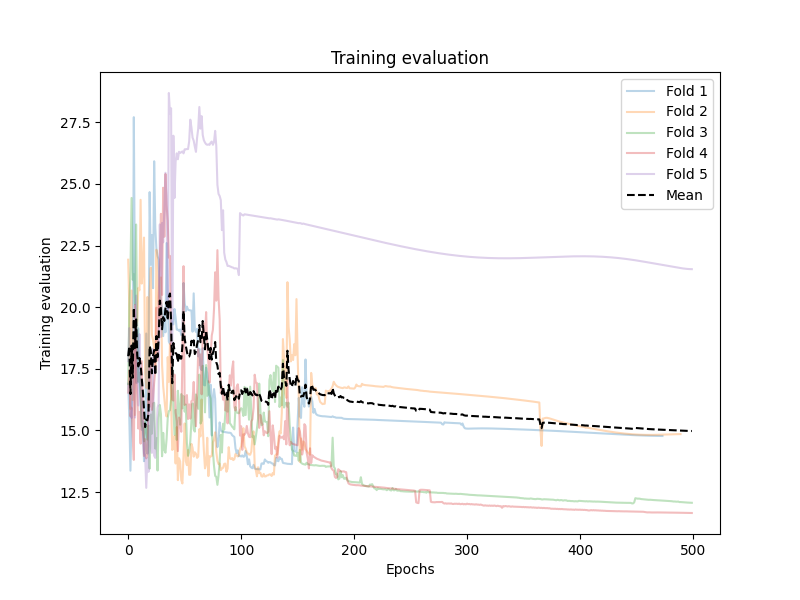 Training evaluation
Fold 1
Fold 2
Fold 3
Fold 4
Fold 5
Mean
Training evaluation
27.5
25.0
22.5
20.0
17.5
15.0
12.5
0 100 200 300 400 500
Epochs